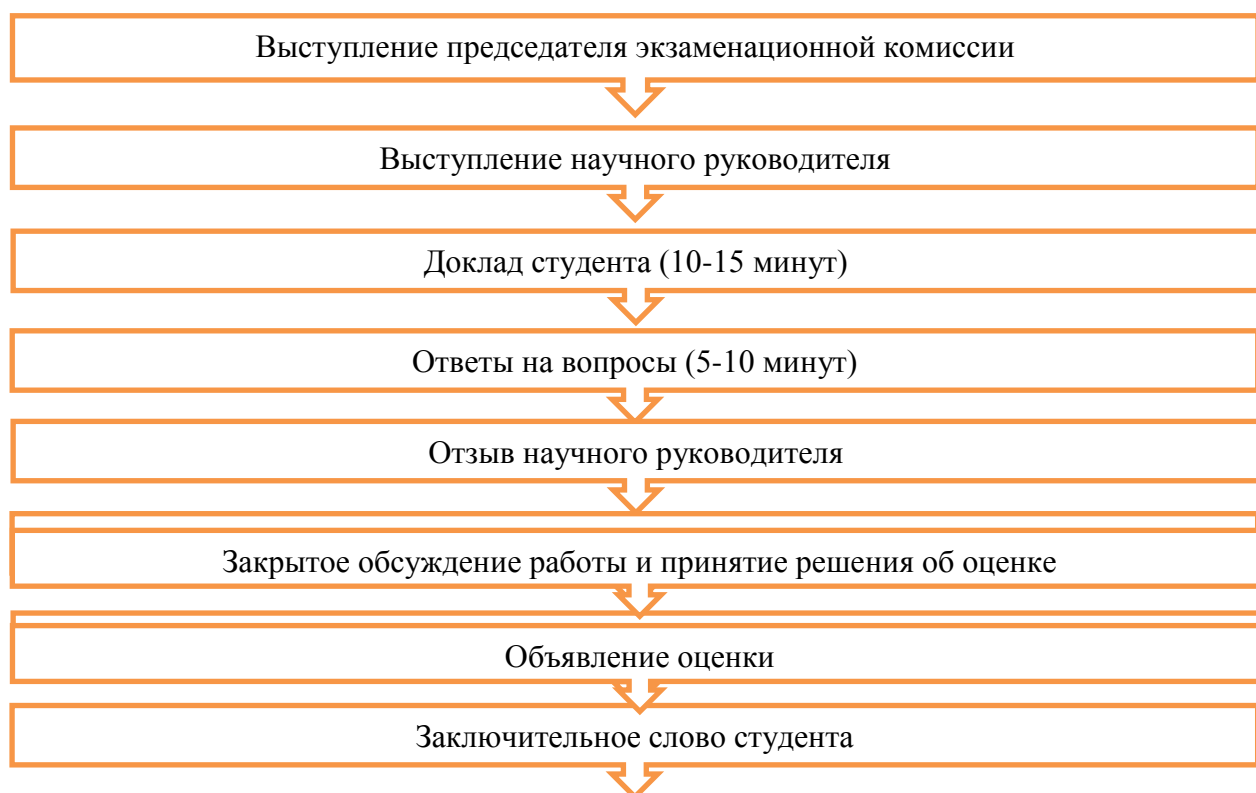 Выступление председателя экзаменационной комиссии
Выступление научного руководителя
Доклад студента (10-15 минут)
Ответы на вопросы (5-10 минут)
Отзыв научного руководителя
Закрытое обсуждение работы и принятие решения об оценке
Объявление оценки
Заключительное слово студента